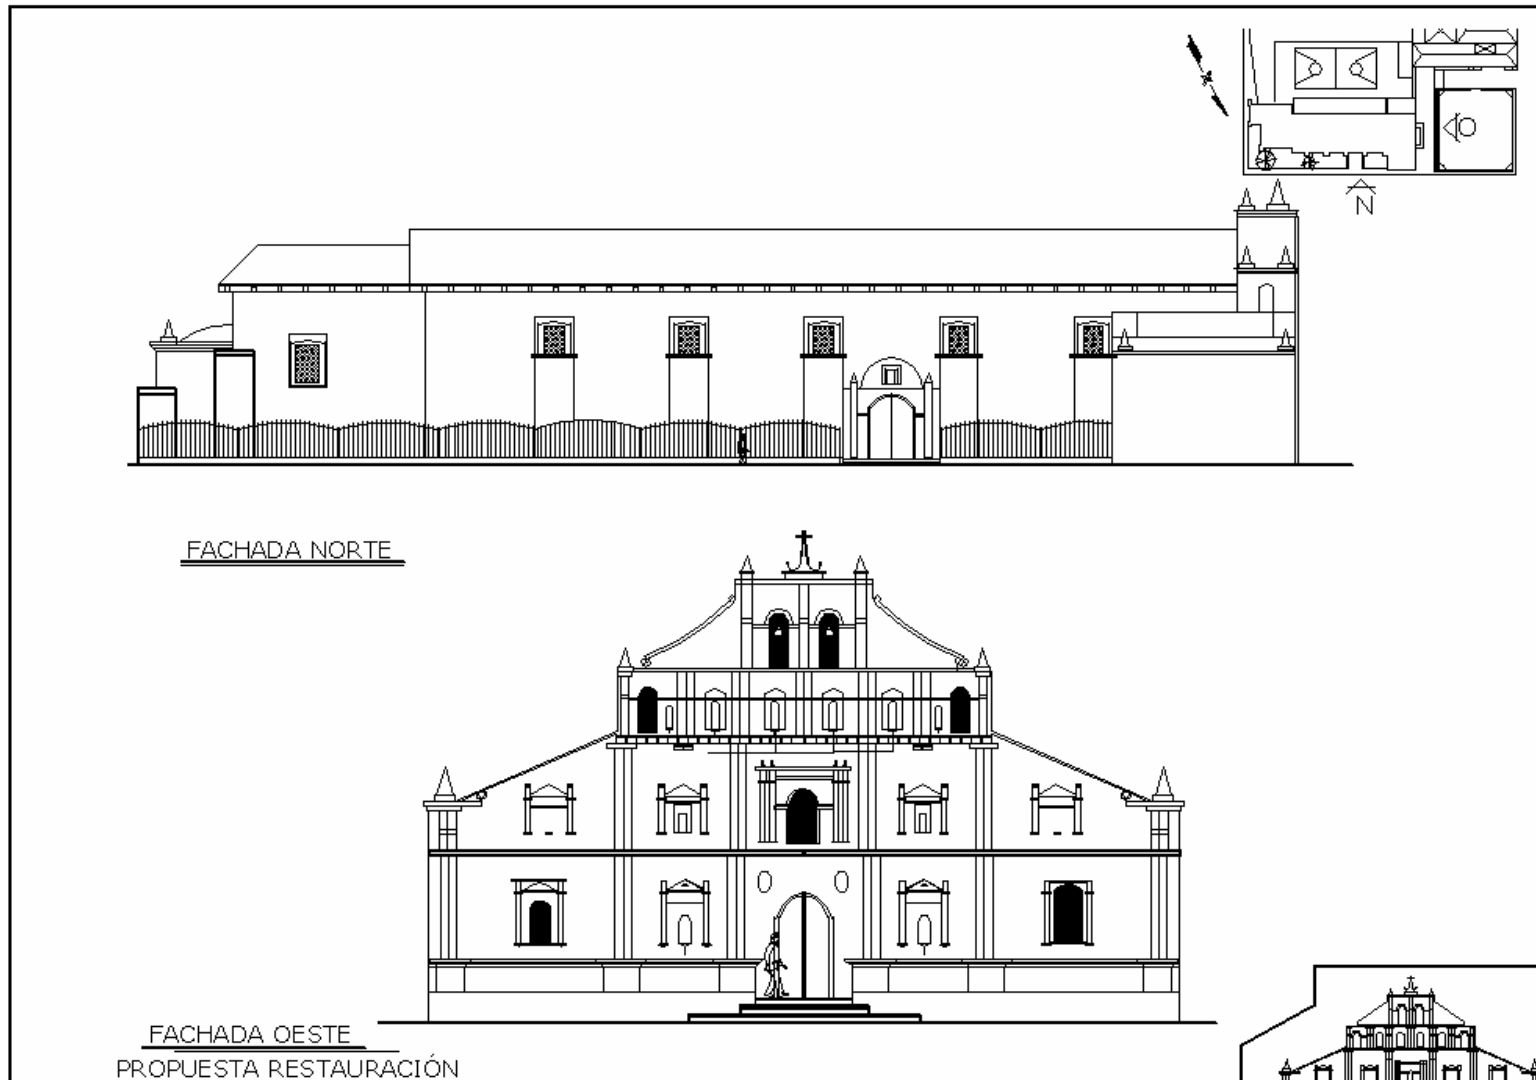 O
N
FACHADA NORTE
FACHADA OESTE
PROPUESTA RESTAURACIÓN